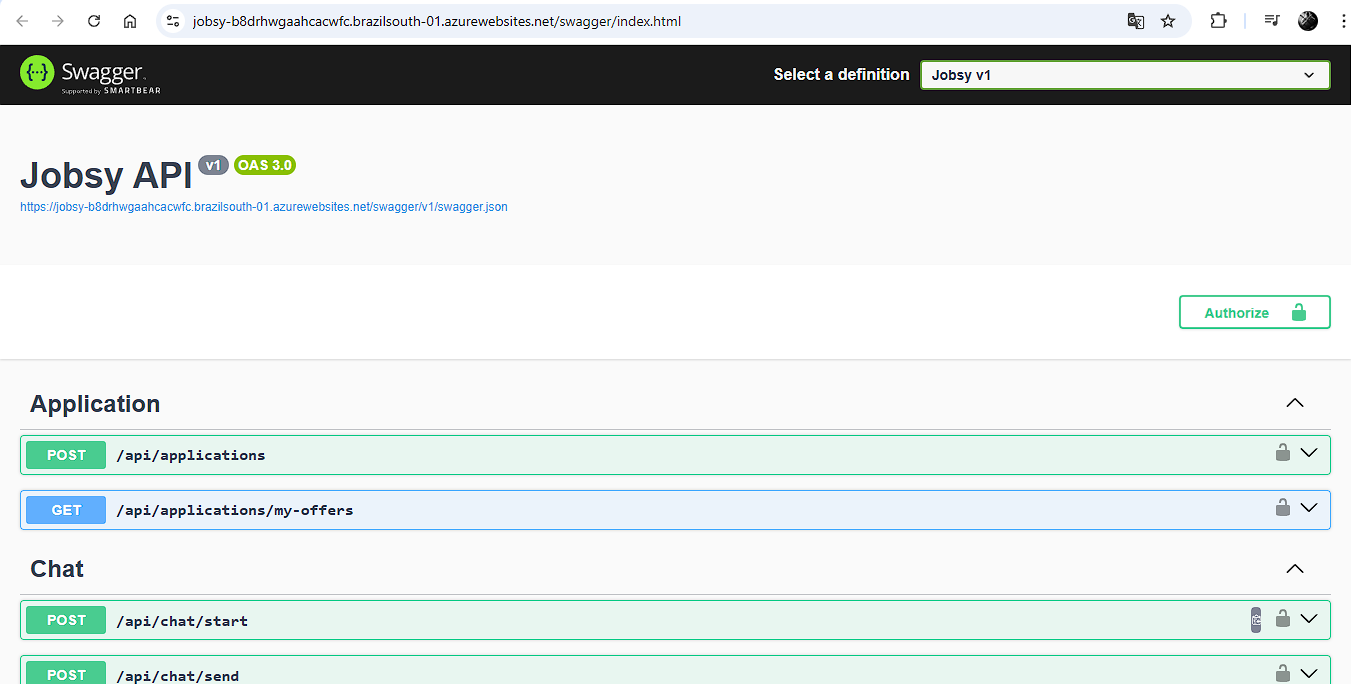 jobsy-b8drhwgaahcacwfc.brazilsouth-01.azurewebsites.net/swagger/index.html
Swagger
Supported by SMARTBEAR
Select a definition
Jobsy v1
Jobsy API v1 OAS 3.0
https://jobsy-b8drhwgaahcacwfc.brazilsouth-01.azurewebsites.net/swagger/v1/swagger.json
Authorize
Application
POST /api/applications
GET /api/applications/my-offers
Chat
POST /api/chat/start
POST /api/chat/send